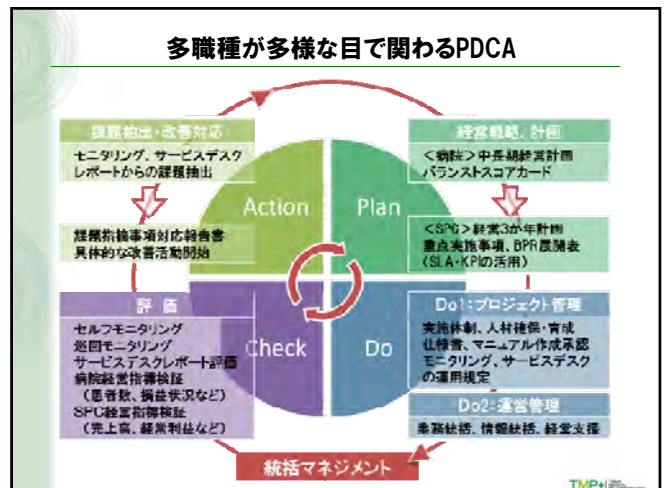 多職種が多様な目で関わるPDCA
課題抽出・改善対応
モニタリング、サービスデスク
レポートからの課題抽出
課題指摘事項対応報告書
具体的な改善活動開始
Action
Plan
経営戦略、計画
＜病院＞中長期経営計画
バランストスコアカード
＜SPC＞経営3か年計画
重点実施事項、BPR展開表
(SLA・KPIの活用)
評 価
セルフモニタリング
巡回モニタリング
サービスデスクレポート評価
病院経営指標検証
（患者数、損益状況など）
SPC経営指標検証
（売上高、経常利益など）
Check
Do
Do1：プロジェクト管理
実施体制、人材確保・育成
仕様書、マニュアル作成承認
モニタリング、サービスデスク
の運用規定
Do2：運営管理
業務統括、情報統括、経営支援
統括マネジメント